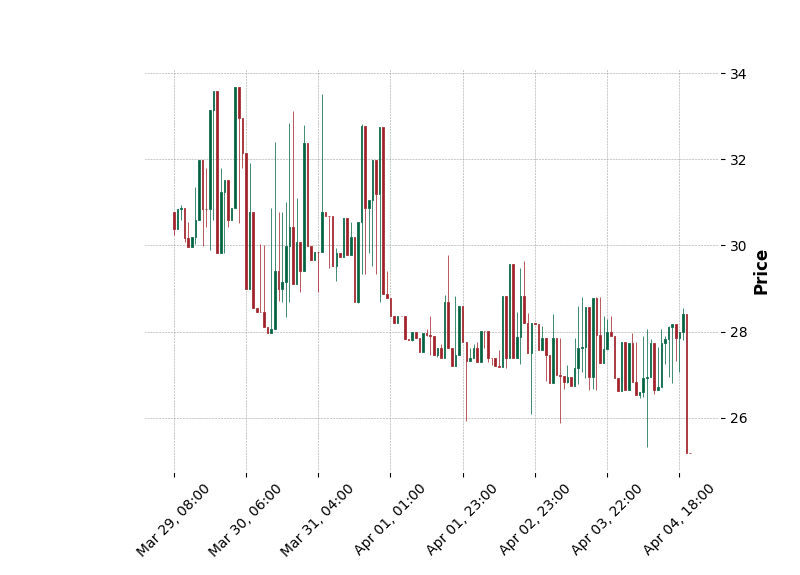 34
32
30
28
26
Price
Mar 29, 08:00
Mar 30, 06:00
Mar 31, 04:00
Apr 01, 01:00
Apr 01, 23:00
Apr 02, 23:00
Apr 03, 22:00
Apr 04, 18:00